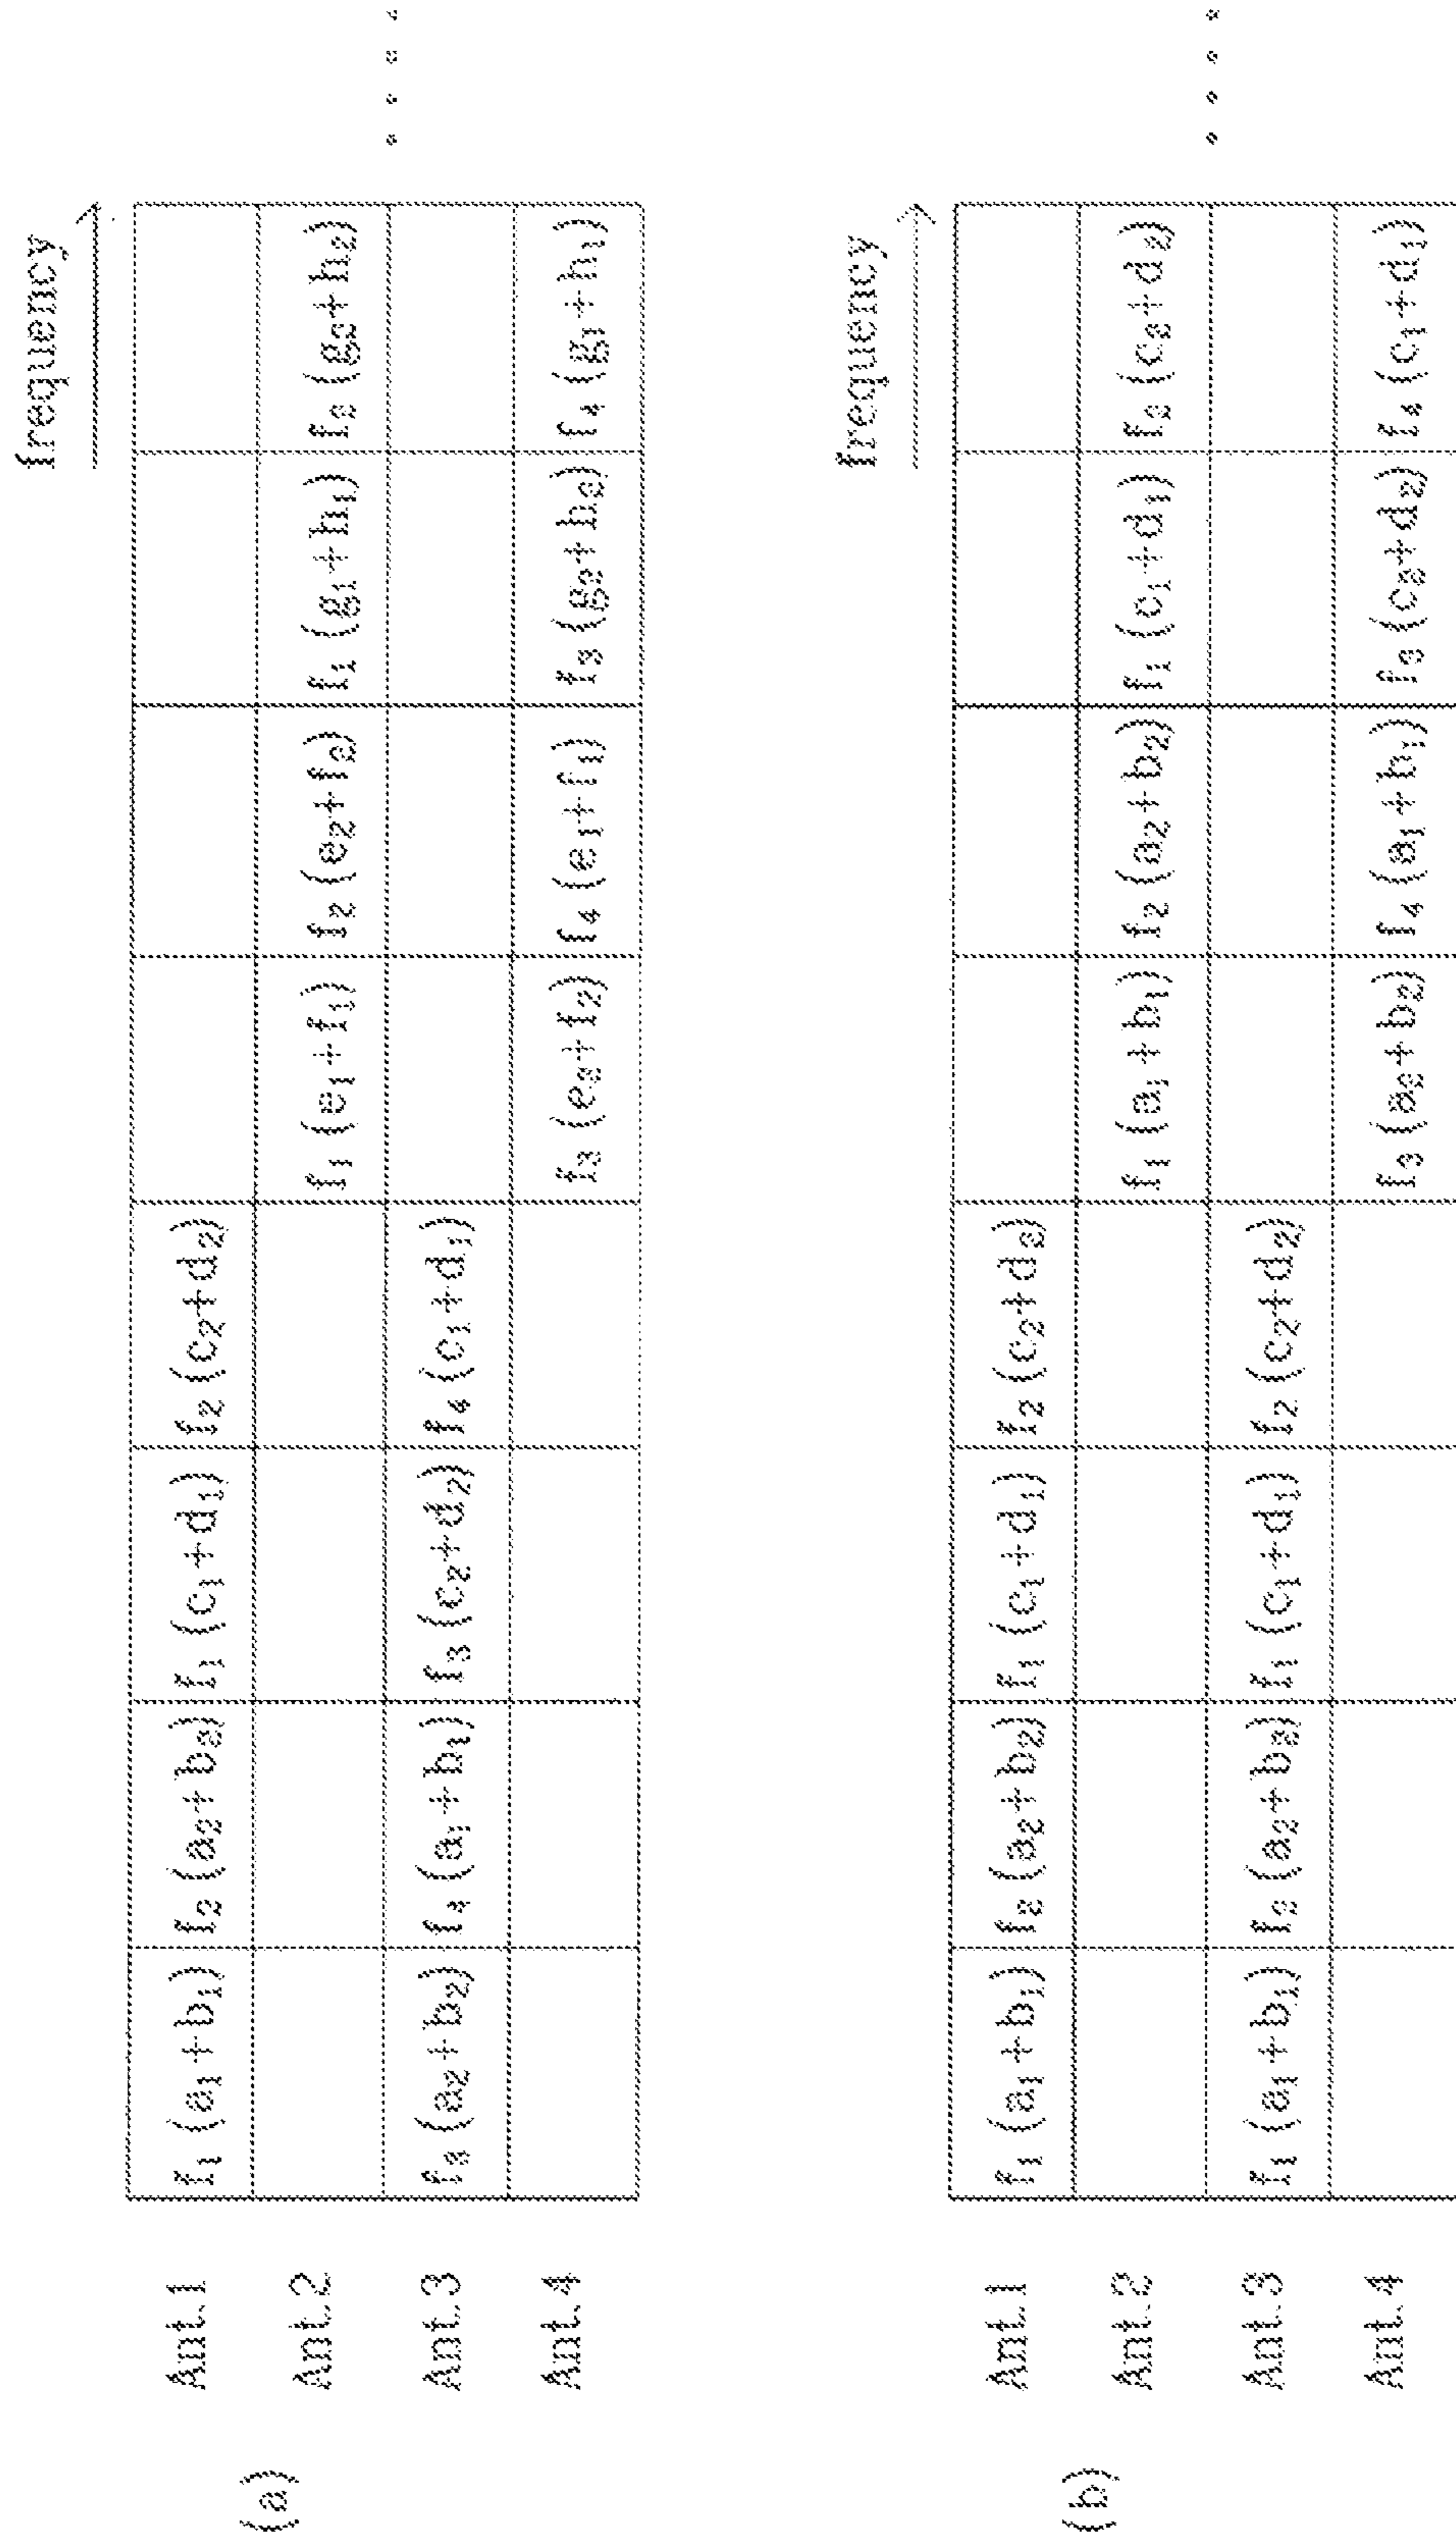 (a)
frequency
Ant.1 f₁ (a₁+b₁) f₂ (a₂+b₂) f₁ (c₁+d₁) f₂ (c₂+d₂)
Ant.2 f₁ (e₁+f₁) f₂ (e₂+f₂) f₁ (g₁+h₁) f₂ (g₂+h₂)
Ant.3 f₃ (a₂+b₂) f₄ (a₁+b₁) f₃ (c₂+d₂) f₄ (c₁+d₁)
Ant.4 f₃ (e₂+f₂) f₄ (e₁+f₁) f₃ (g₂+h₂) f₄ (g₁+h₁)
(b)
frequency
Ant.1 f₁ (a₁+b₁) f₂ (a₂+b₂) f₁ (c₁+d₁) f₂ (c₂+d₂)
Ant.2 f₁ (a₁+b₁) f₂ (a₂+b₂) f₁ (c₁+d₁) f₂ (c₂+d₂)
Ant.3 f₁ (a₁+b₁) f₂ (a₂+b₂) f₁ (c₁+d₁) f₂ (c₂+d₂)
Ant.4 f₃ (a₂+b₂) f₄ (a₁+b₁) f₃ (c₂+d₂) f₄ (c₁+d₁)